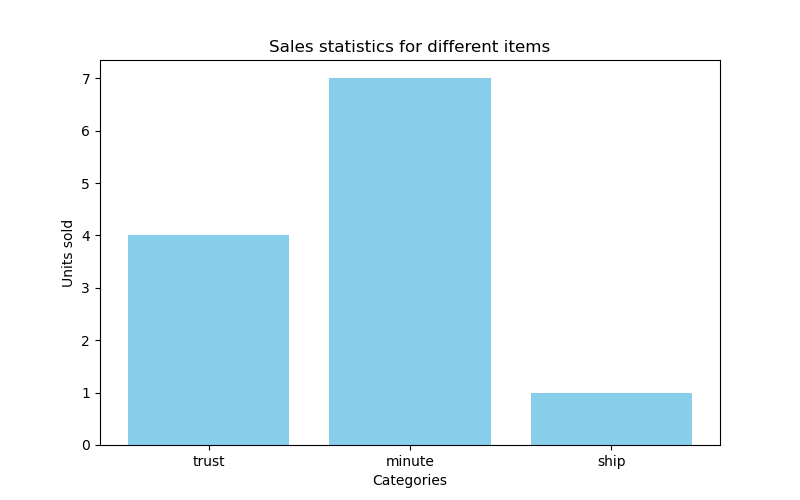 Sales statistics for different items
Units sold
7
6
5
4
3
2
1
0
trust minute ship
Categories